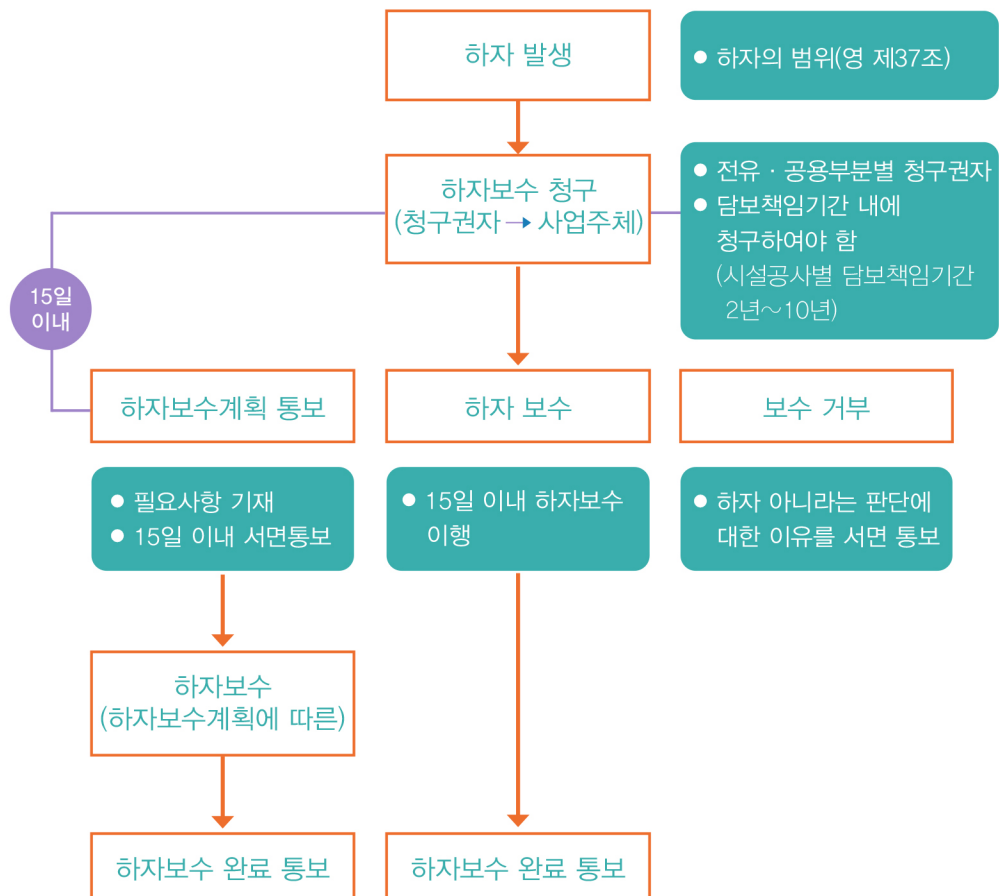 하자 발생
● 하자의 범위(영 제37조)
하자보수 청구
(청구권자 → 사업주체)
● 전유 · 공용부분별 청구권자
● 담보책임기간 내에
청구하여야 함
(시설공사별 담보책임기간
2년～10년)
15일
이내
하자보수계획 통보
하자 보수
보수 거부
● 필요사항 기재
● 15일 이내 서면통보
● 15일 이내 하자보수
이행
● 하자 아니라는 판단에
대한 이유를 서면 통보
하자보수
(하자보수계획에 따른)
하자보수 완료 통보
하자보수 완료 통보